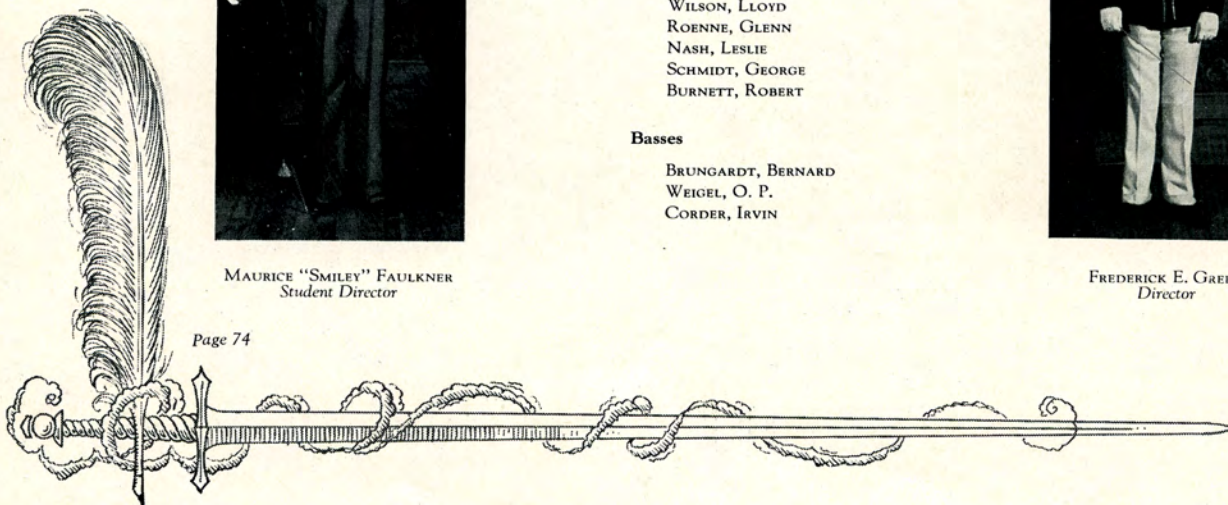 WILSON, LLOYD
ROENNE, GLENN
NASH, LESLIE
SCHMIDT, GEORGE
BURNETT, ROBERT
Basses
BRUNGARDT, BERNARD
WEIGEL, O. P.
CORDER, IRVIN
MAURICE "SMILEY" FAULKNER
Student Director
FREDERICK E.
Director
Page 74